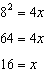 8² = 4x
64 = 4x
16 = x